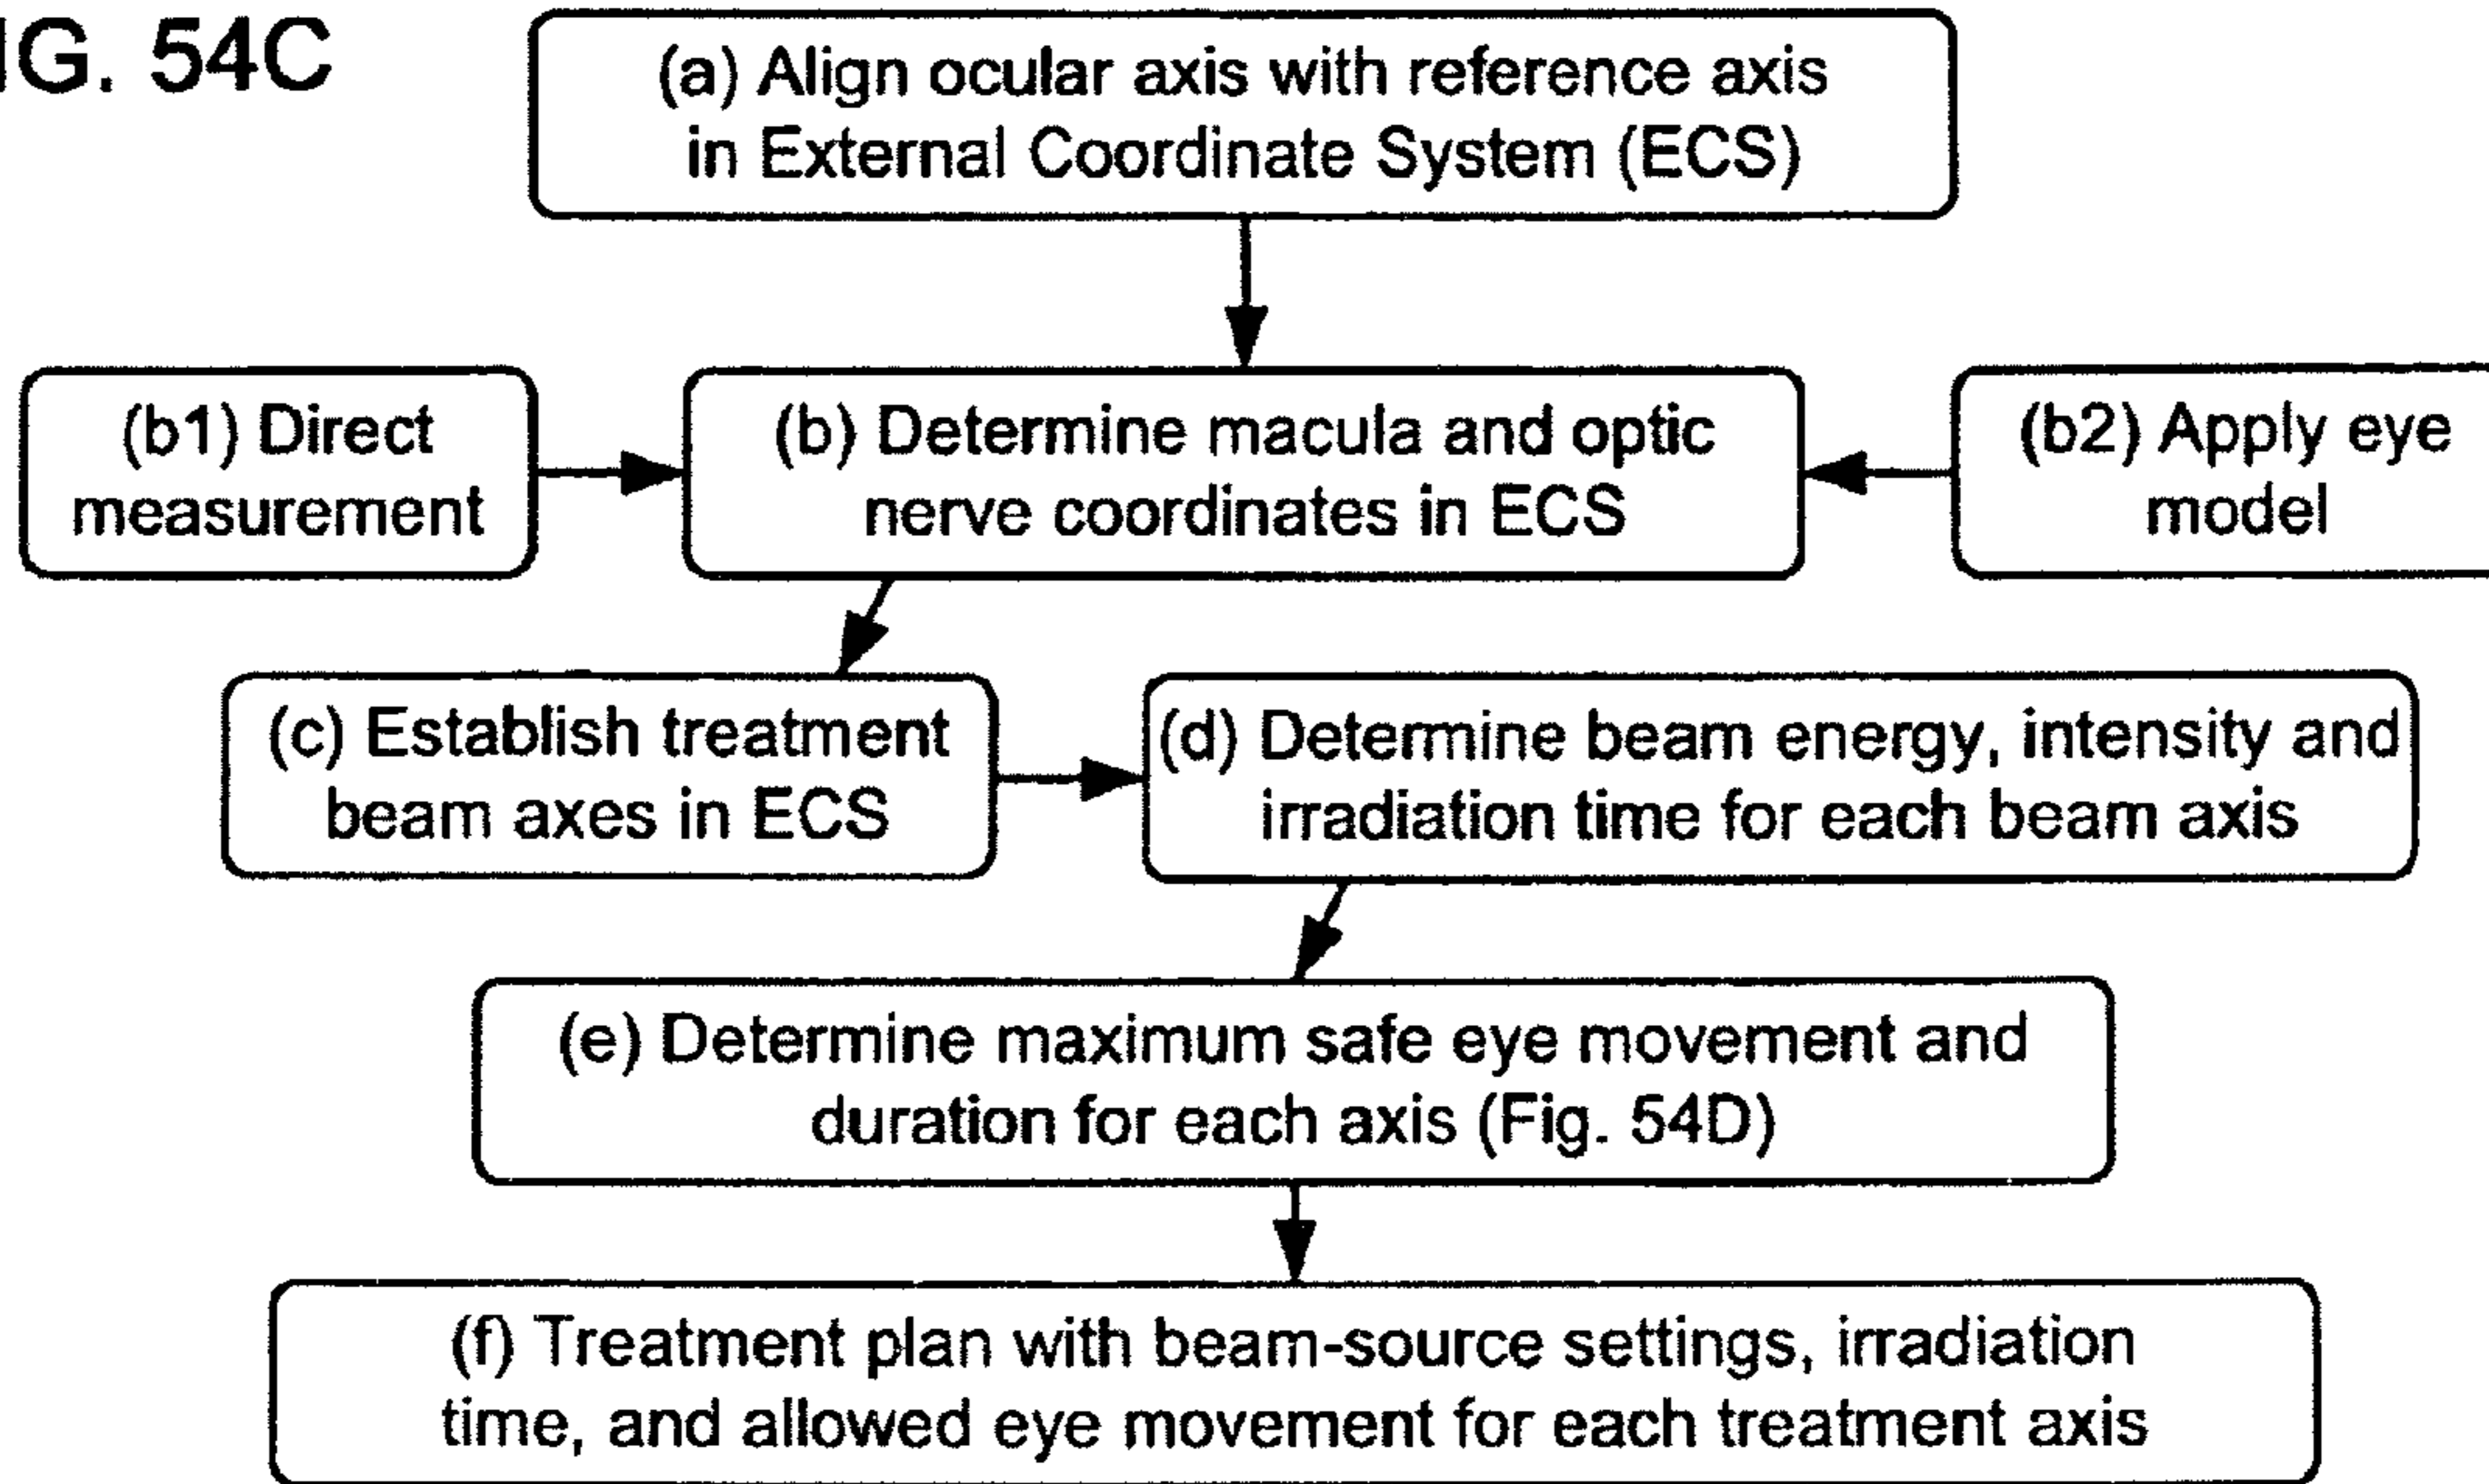 IG. 54C
(a) Align ocular axis with reference axis
in External Coordinate System (ECS)
(b1) Direct
measurement
(b) Determine macula and optic
nerve coordinates in ECS
(b2) Apply eye
model
(c) Establish treatment
beam axes in ECS
(d) Determine beam energy, intensity and
irradiation time for each beam axis
(e) Determine maximum safe eye movement and
duration for each axis (Fig. 54D)
(f) Treatment plan with beam-source settings, irradiation
time, and allowed eye movement for each treatment axis